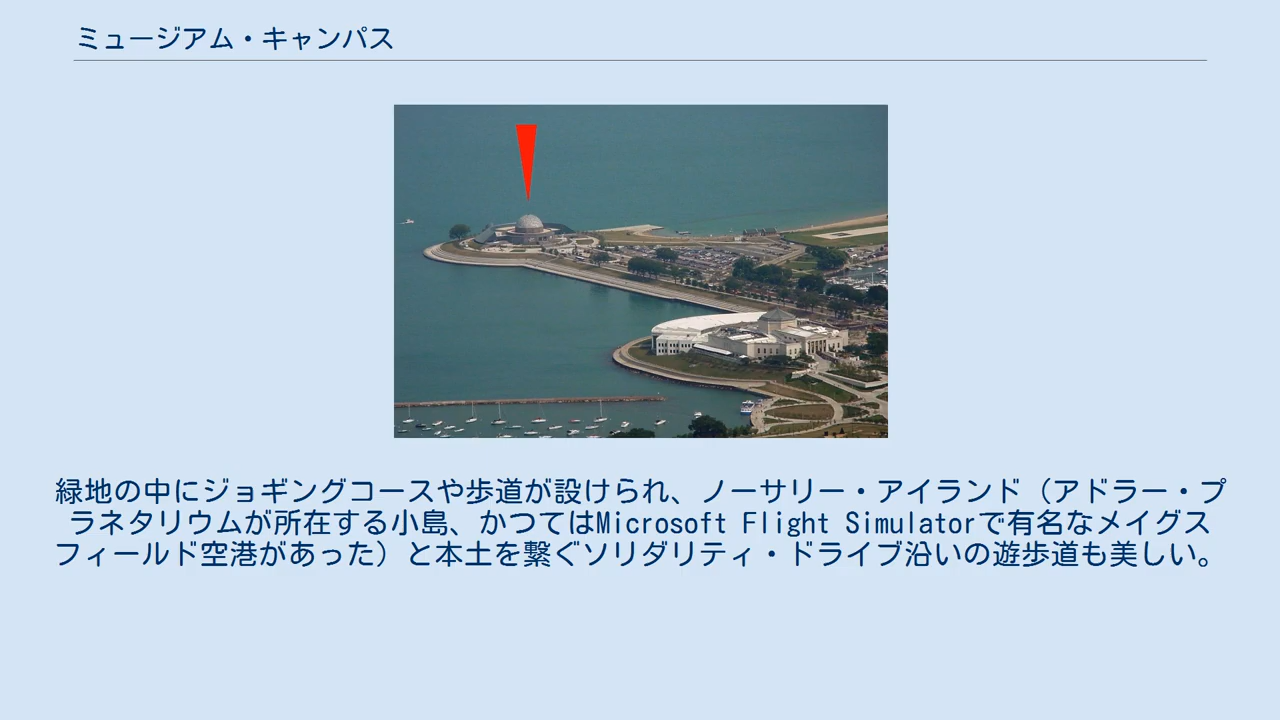 ミュージアム・キャンパス
緑地の中にジョギングコースや歩道が設けられ、ノーサリー・アイランド（アドラー・プ
ラネタリウムが所在する小島、かつてはMicrosoft Flight Simulatorで有名なメイグス
フィールド空港があった）と本土を繋ぐソリダリティ・ドライブ沿いの遊歩道も美しい。